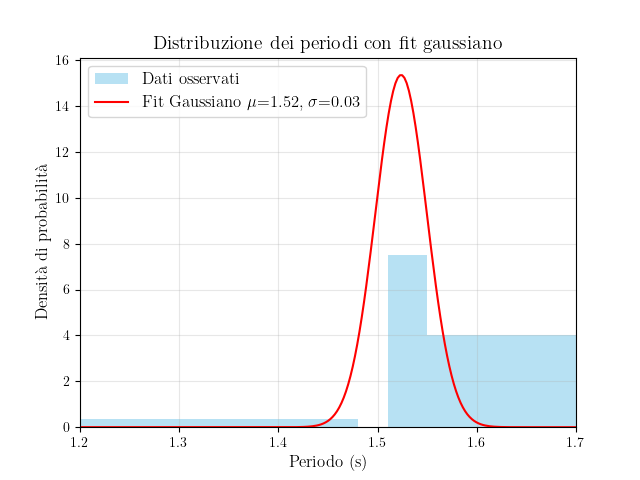 Distribuzione dei periodi con fit gaussiano
Dati osservati
Fit Gaussiano μ=1.52, σ=0.03
Densità di probabilità
16
14
12
10
8
6
4
2
0
1.2 1.3 1.4 1.5 1.6 1.7
Periodo (s)